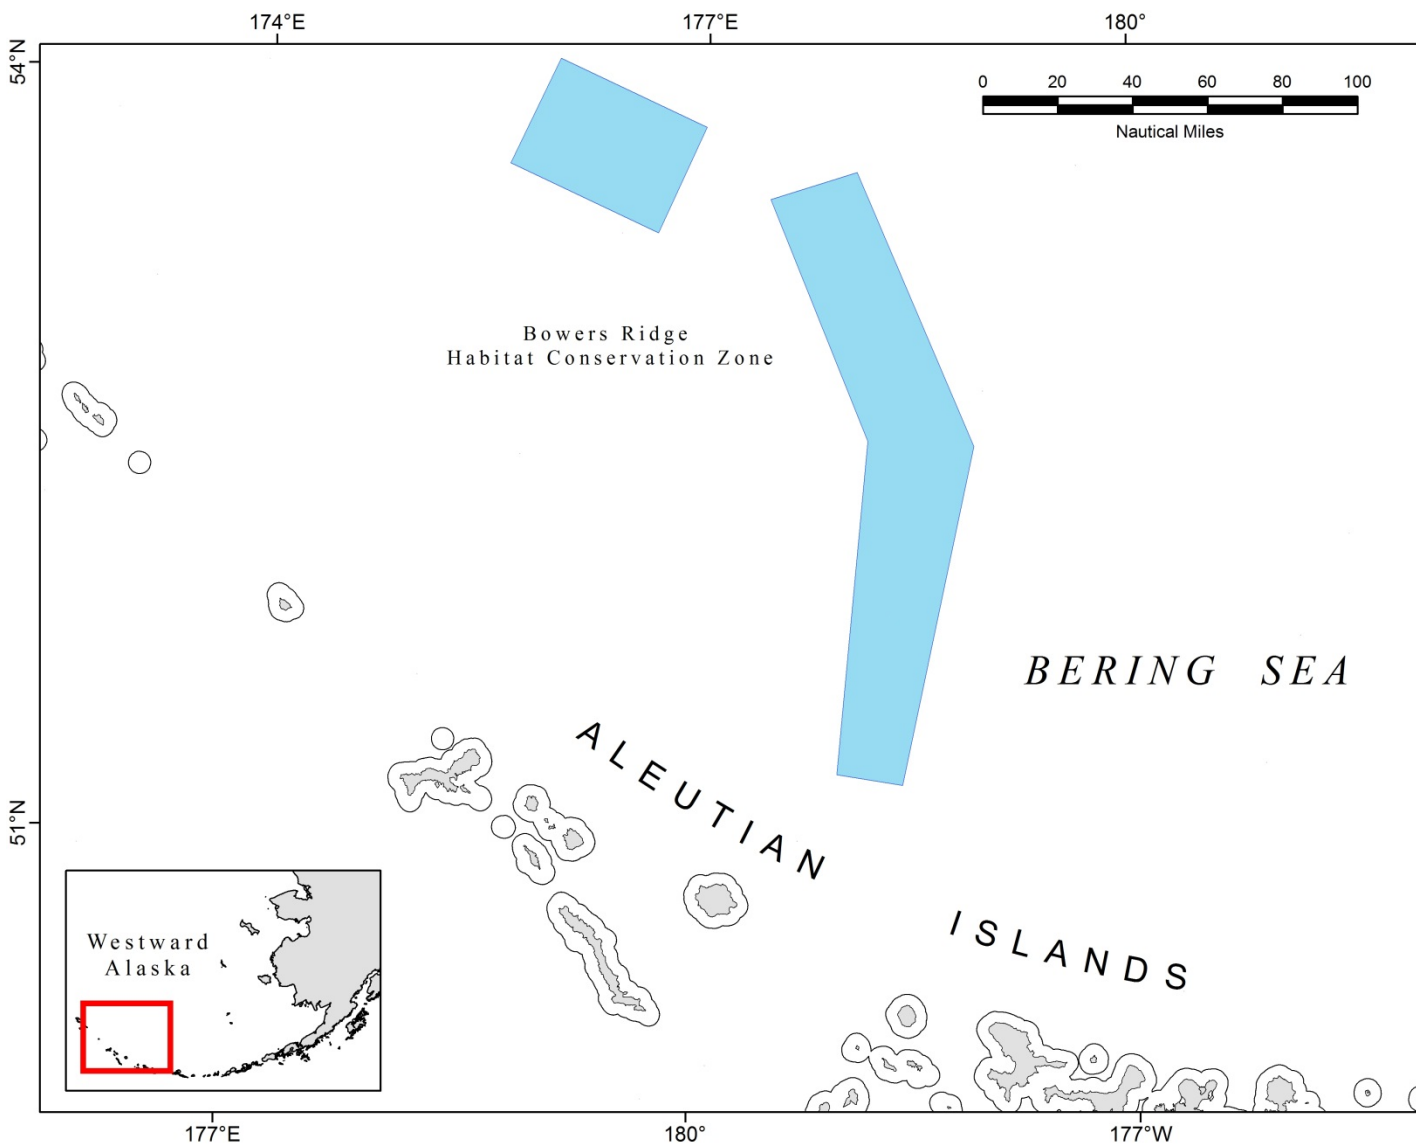 174°E 177°E 180°
54°N
0 20 40 60 80 100
Nautical Miles
Bowers Ridge
Habitat Conservation Zone
BERING SEA
ALEUTIAN
ISLANDS
51°N
Westward
Alaska
177°E 180° 177°W